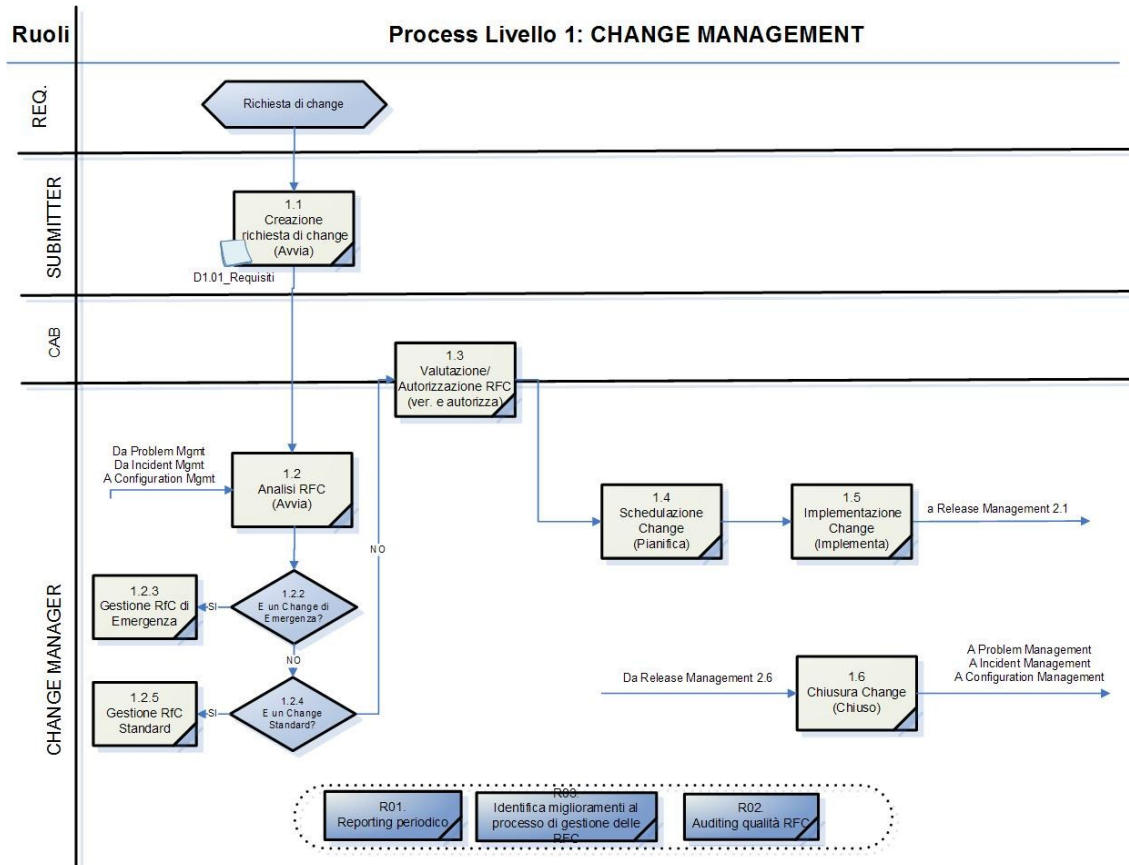 Ruoli
Process Livello 1: CHANGE MANAGEMENT
REQ.
Richiesta di change
SUBMITTER
1.1
Creazione
richiesta di change
(Avvia)
D1.01_Requisiti
CAB
1.3
Valutazione/
Autorizzazione RFC
(ver. e autorizza)
CHANGE MANAGER
Da Problem Mgmt
Da Incident Mgmt
A Configuration Mgmt
1.2
Analisi RFC
(Avvia)
NO
1.4
Schedulazione
Change
(Pianifica)
1.5
Implementazione
Change
(Implementa)
a Release Management 2.1
1.2.3
Gestione RfC di
Emergenza
SI
1.2.2
E un Change di
Emergenza?
NO
1.2.5
Gestione RfC
Standard
SI
1.2.4
E un Change
Standard?
Da Release Management 2.6
1.6
Chiusura Change
(Chiuso)
A Problem Management
A Incident Management
A Configuration Management
R01.
Reporting periodico
R03.
Identifica miglioramenti al
processo di gestione delle
RFC
R02.
Auditing qualità RFC